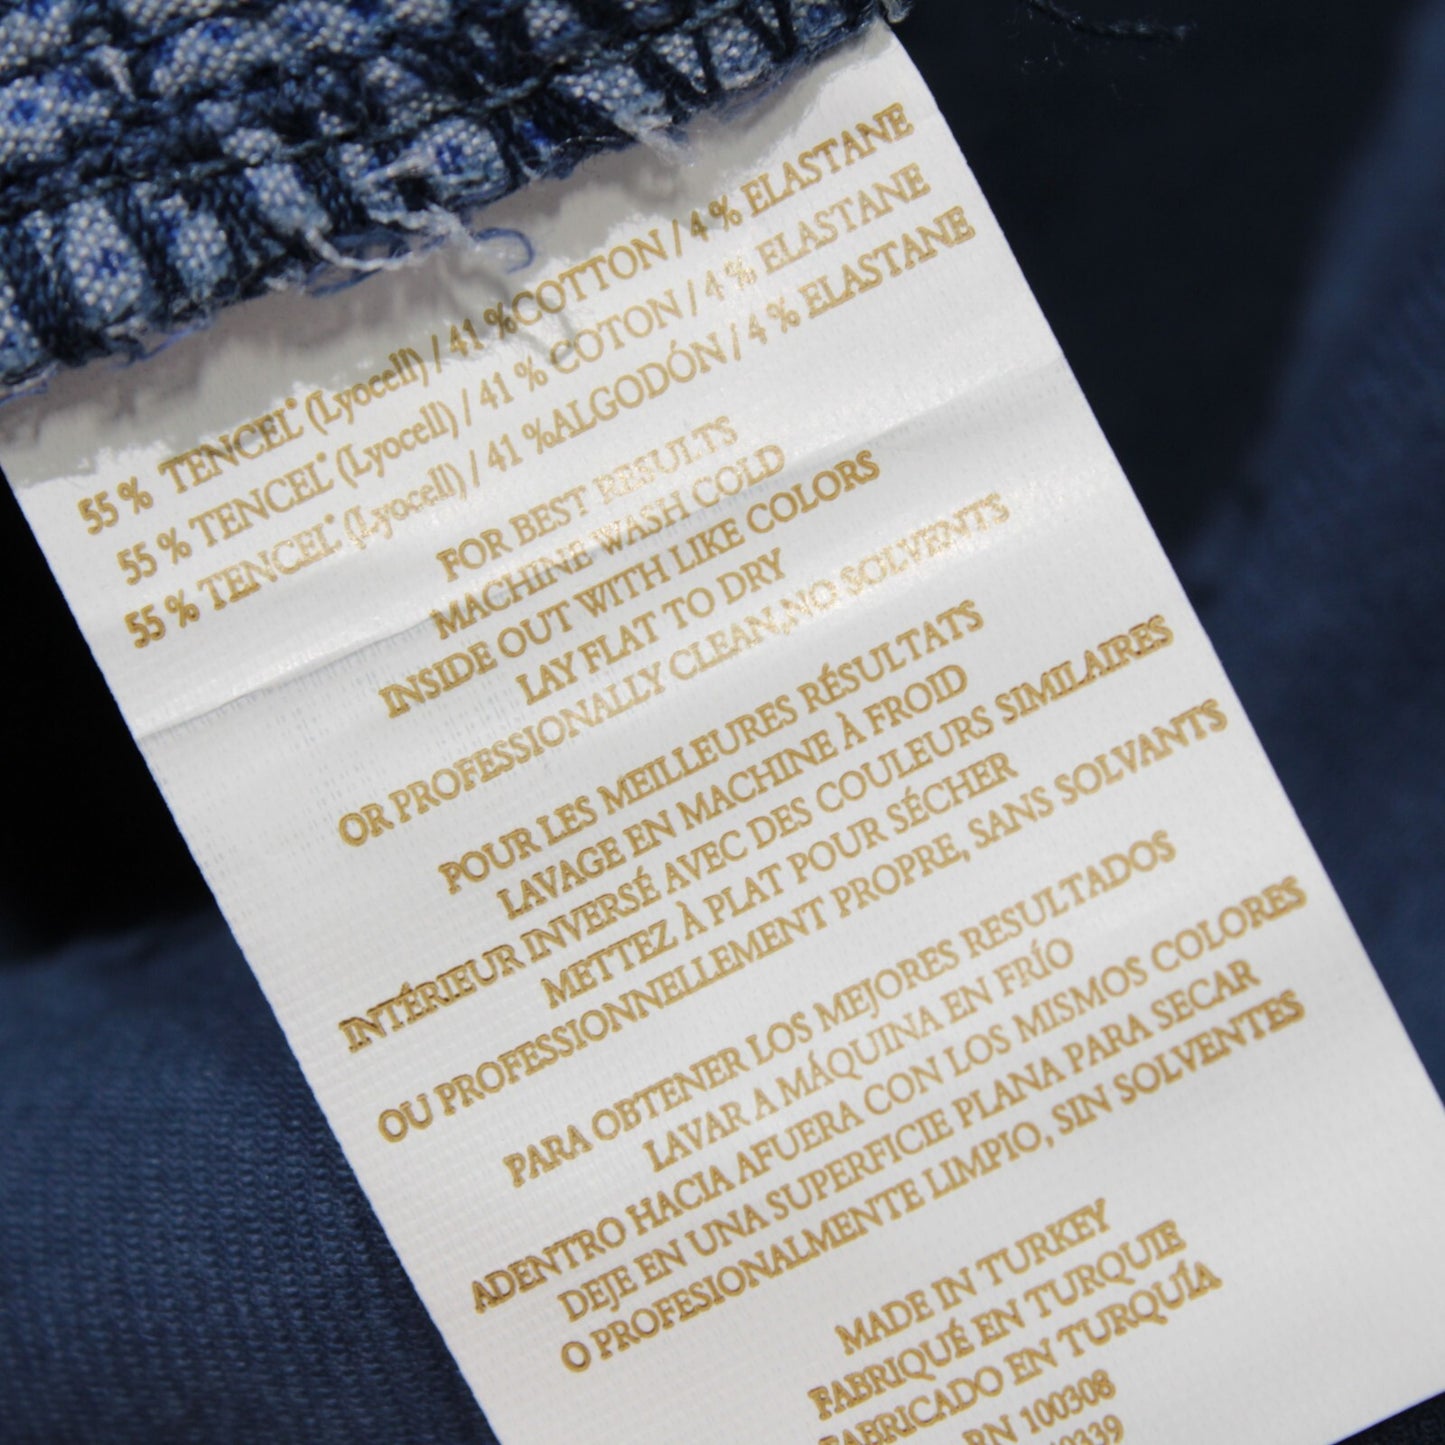 55 % TENCEL® (Lyocell) / 41 %COTTON / 4 % ELASTANE
55 % TENCEL® (Lyocell) / 41 % COTON / 4 % ELASTANE
55 % TENCEL® (Lyocell) / 41 %ALGODÓN / 4 % ELASTANE
FOR BEST RESULTS
MACHINE WASH COLD
INSIDE OUT WITH LIKE COLORS
LAY FLAT TO DRY
OR PROFESSIONALLY CLEAN,NO SOLVENTS
POUR LES MEILLEURES RÉSULTATS
LAVAGE EN MACHINE À FROID
INTÉRIEUR INVERSÉ AVEC DES COULEURS SIMILAIRES
METTEZ À PLAT POUR SÉCHER
OU PROFESSIONNELLEMENT PROPRE, SANS SOLVANTS
PARA OBTENER LOS MEJORES RESULTADOS
LAVAR A MÁQUINA EN FRÍO
ADENTRO HACIA AFUERA CON LOS MISMOS COLORES
DEJE EN UNA SUPERFICIE PLANA PARA SECAR
O PROFESIONALMENTE LIMPIO, SIN SOLVENTES
MADE IN TURKEY
FABRIQUÉ EN TURQUIE
FABRICADO EN TURQUÍA
RN 100308